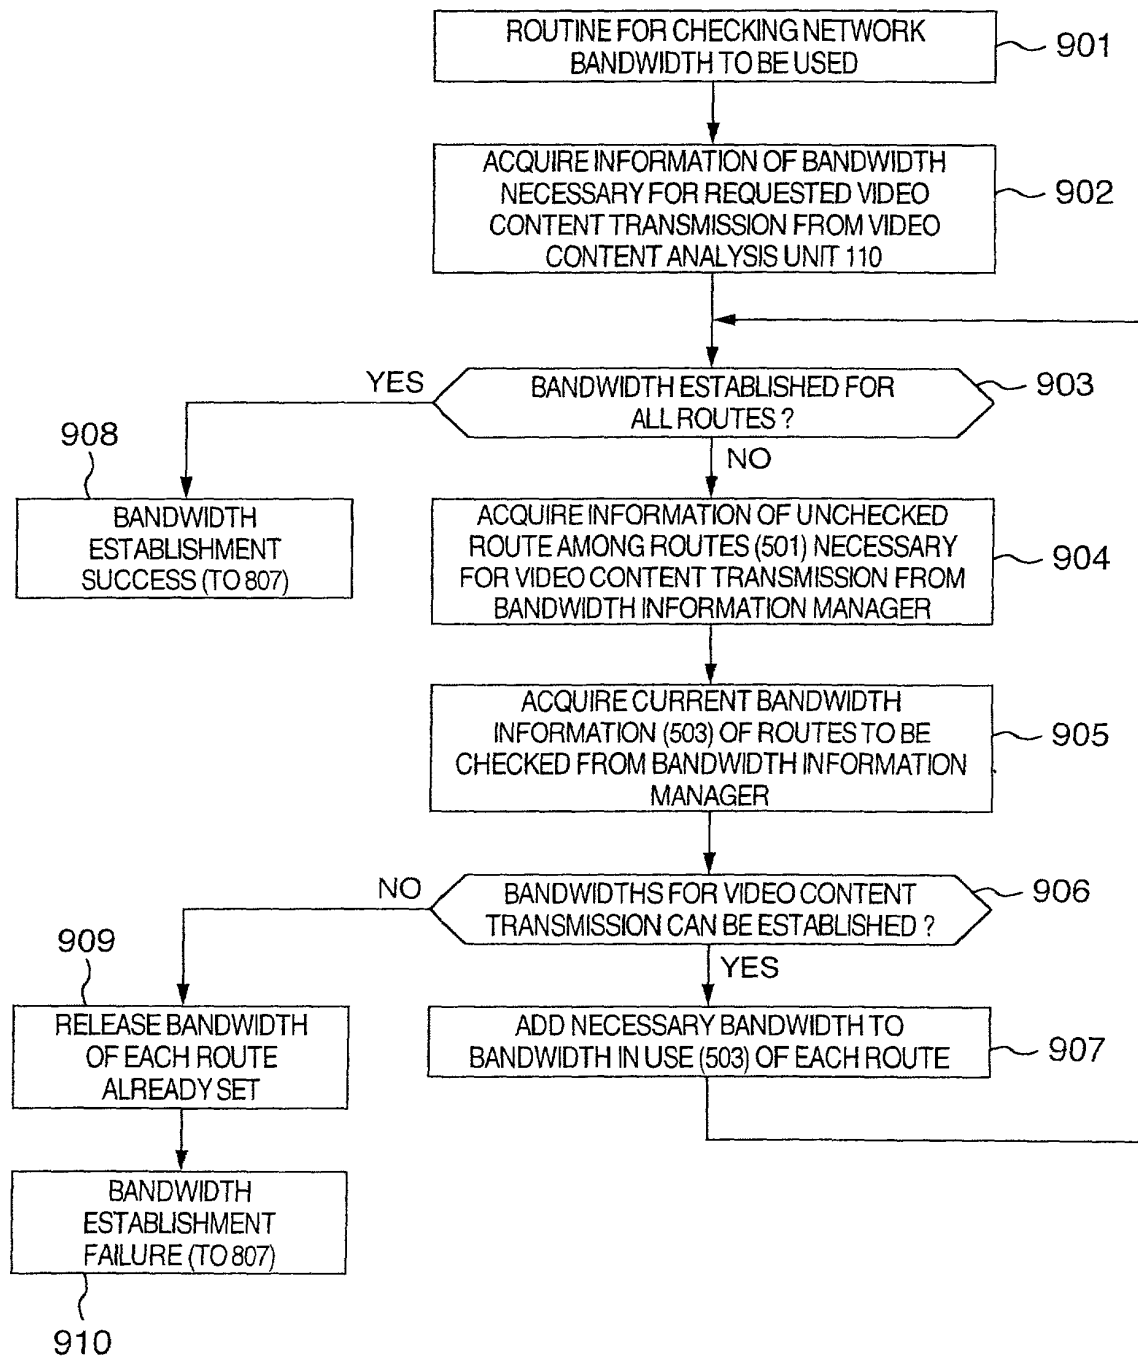 ROUTINE FOR CHECKING NETWORK
BANDWIDTH TO BE USED
901
ACQUIRE INFORMATION OF BANDWIDTH
NECESSARY FOR REQUESTED VIDEO
CONTENT TRANSMISSION FROM VIDEO
CONTENT ANALYSIS UNIT 110
902
BANDWIDTH ESTABLISHED FOR
ALL ROUTES ?
903
YES
NO
908
BANDWIDTH
ESTABLISHMENT
SUCCESS (TO 807)
ACQUIRE INFORMATION OF UNCHECKED
ROUTE AMONG ROUTES (501) NECESSARY
FOR VIDEO CONTENT TRANSMISSION FROM
BANDWIDTH INFORMATION MANAGER
904
ACQUIRE CURRENT BANDWIDTH
INFORMATION (503) OF ROUTES TO BE
CHECKED FROM BANDWIDTH INFORMATION
MANAGER
905
BANDWIDTHS FOR VIDEO CONTENT
TRANSMISSION CAN BE ESTABLISHED ?
906
NO
YES
909
RELEASE BANDWIDTH
OF EACH ROUTE
ALREADY SET
ADD NECESSARY BANDWIDTH TO
BANDWIDTH IN USE (503) OF EACH ROUTE
907
BANDWIDTH
ESTABLISHMENT
FAILURE (TO 807)
910